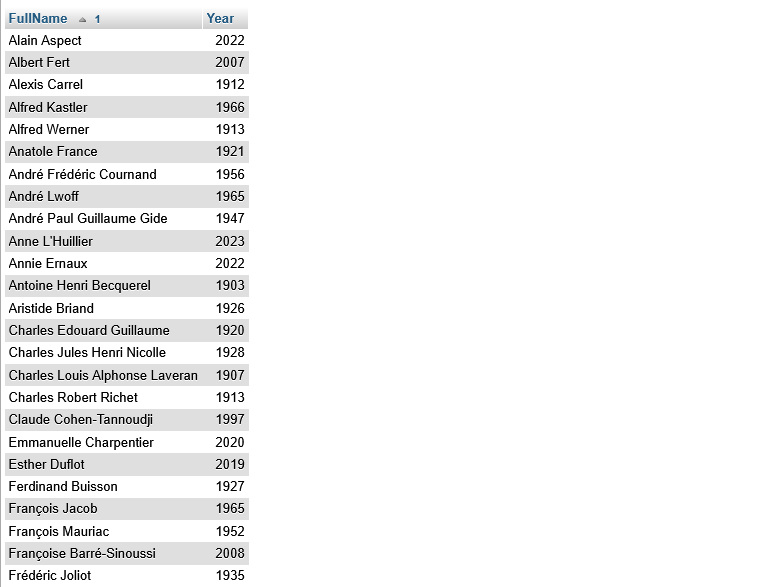 FullName 1 Year
Alain Aspect 2022
Albert Fert 2007
Alexis Carrel 1912
Alfred Kastler 1966
Alfred Werner 1913
Anatole France 1921
André Frédéric Cournand 1956
André Lwoff 1965
André Paul Guillaume Gide 1947
Anne L'Huillier 2023
Annie Ernaux 2022
Antoine Henri Becquerel 1903
Aristide Briand 1926
Charles Edouard Guillaume 1920
Charles Jules Henri Nicolle 1928
Charles Louis Alphonse Laveran 1907
Charles Robert Richet 1913
Claude Cohen-Tannoudji 1997
Emmanuelle Charpentier 2020
Esther Duflot 2019
Ferdinand Buisson 1927
François Jacob 1965
François Mauriac 1952
Françoise Barré-Sinoussi 2008
Frédéric Joliot 1935